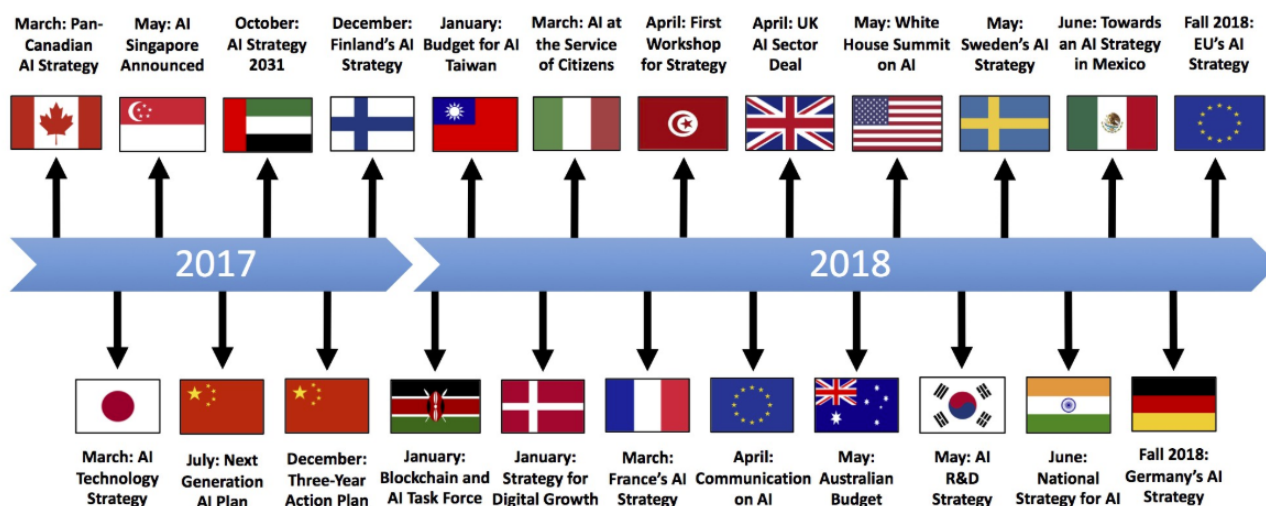 March: Pan-
Canadian
AI Strategy
May: AI
Singapore
Announced
October:
AI Strategy
2031
December:
Finland's AI
Strategy
January:
Budget for AI
Taiwan
March: AI at
the Service
of Citizens
April: First
Workshop
for Strategy
April: UK
AI Sector
Deal
May: White
House Summit
on AI
May:
Sweden's AI
Strategy
June: Towards
an AI Strategy
in Mexico
Fall 2018:
EU's AI
Strategy
2017
2018
March: AI
Technology
Strategy
July: Next
Generation
AI Plan
December:
Three-Year
Action Plan
January:
Blockchain and
AI Task Force
January:
Strategy for
Digital Growth
March:
France's AI
Strategy
April:
Communication
on AI
May:
Australian
Budget
May: AI
R&D
Strategy
June:
National
Strategy for AI
Fall 2018:
Germany's AI
Strategy